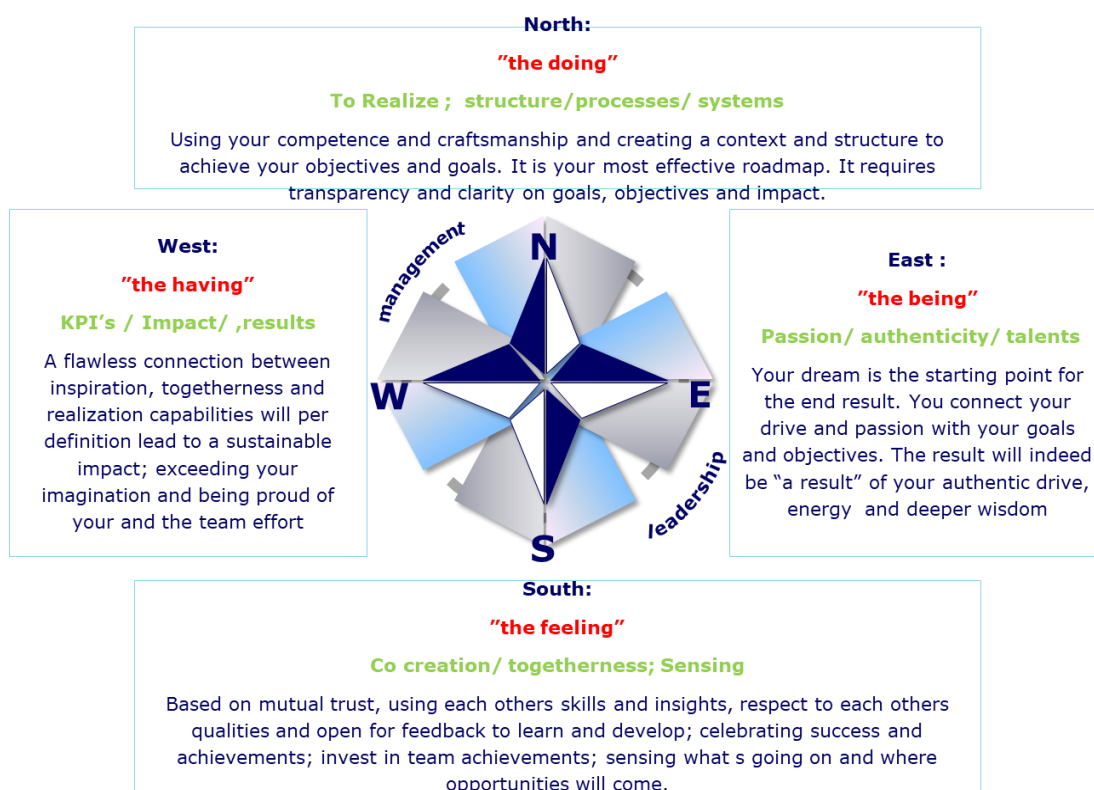 North:
”the doing”
To Realize ; structure/processes/ systems
Using your competence and craftsmanship and creating a context and structure to
achieve your objectives and goals. It is your most effective roadmap. It requires
transparency and clarity on goals, objectives and impact.
West:
”the having”
KPI’s / Impact/ ,results
A flawless connection between
inspiration, togetherness and
realization capabilities will per
definition lead to a sustainable
impact; exceeding your
imagination and being proud of
your and the team effort
management
N
W
E
S
leadership
East :
”the being”
Passion/ authenticity/ talents
Your dream is the starting point for
the end result. You connect your
drive and passion with your goals
and objectives. The result will indeed
be “a result” of your authentic drive,
energy and deeper wisdom
South:
”the feeling”
Co creation/ togetherness; Sensing
Based on mutual trust, using each others skills and insights, respect to each others
qualities and open for feedback to learn and develop; celebrating success and
achievements; invest in team achievements; sensing what s going on and where
opportunities will come.